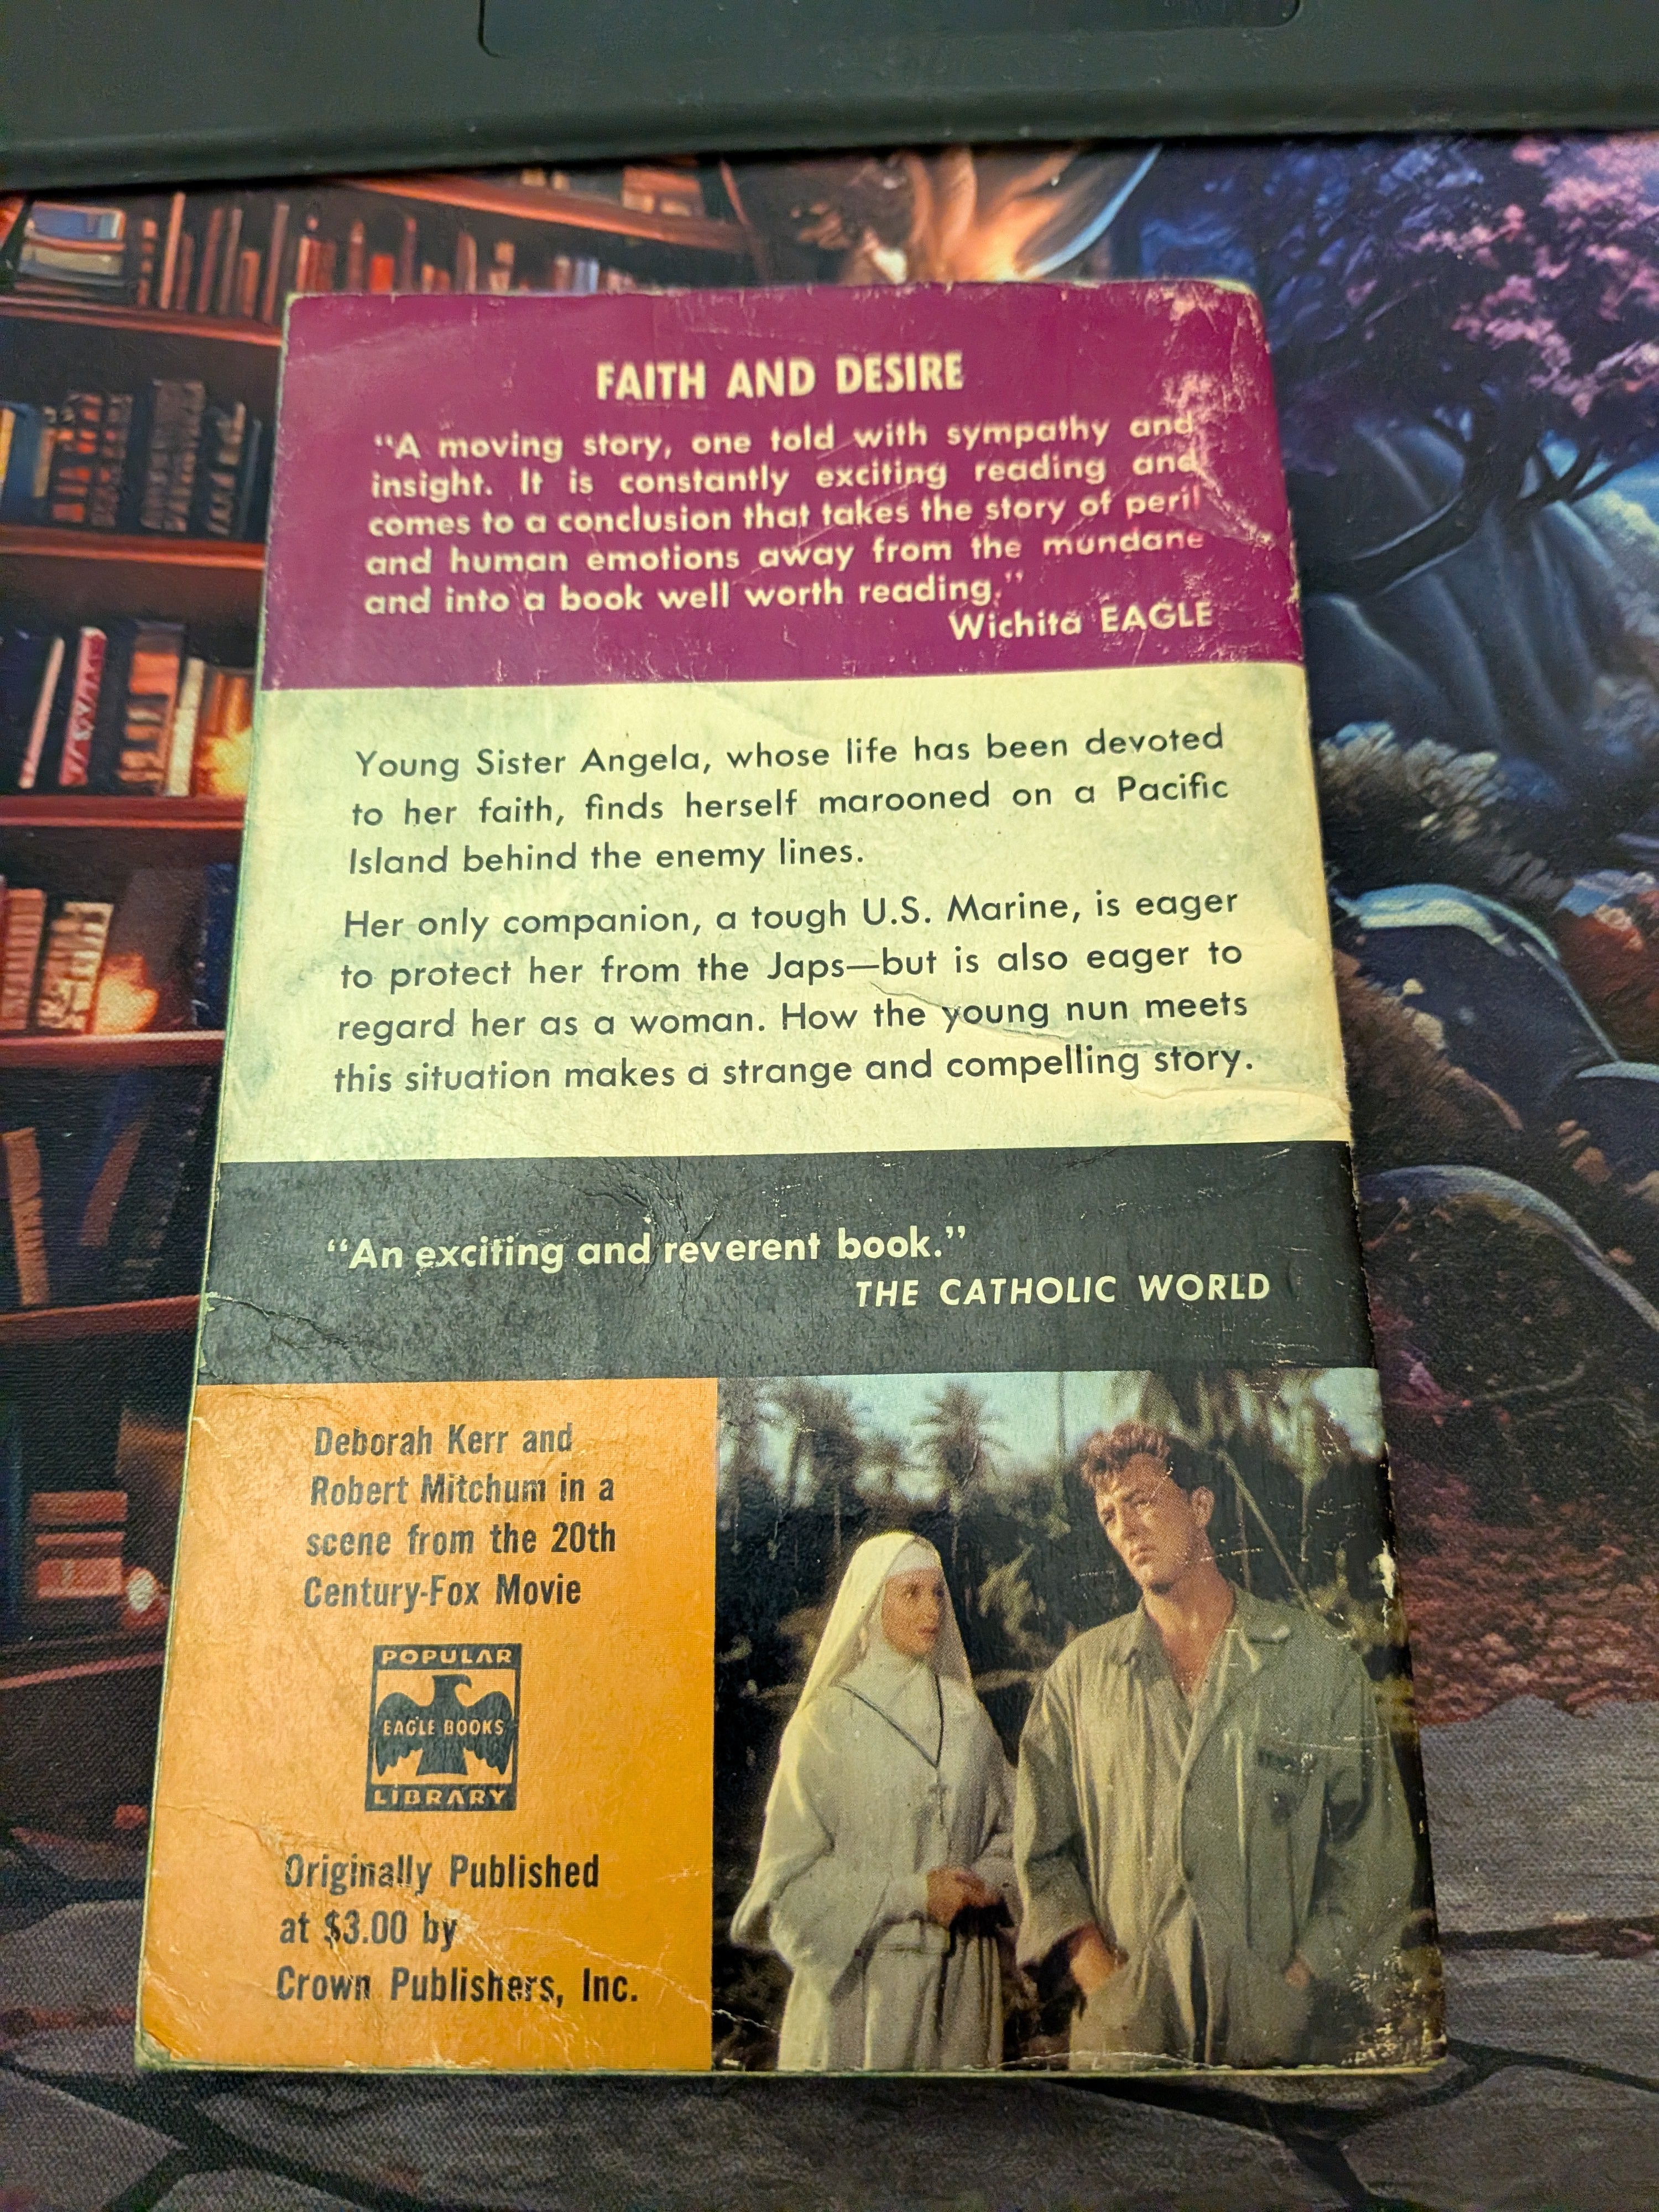 FAITH AND DESIRE
"A moving story, one told with sympathy and
insight. It is constantly exciting reading and
comes to a conclusion that takes the story of peril
and human emotions away from the mundane
and into a book well worth reading."
Wichita EAGLE
Young Sister Angela, whose life has been devoted
to her faith, finds herself marooned on a Pacific
Island behind the enemy lines.
Her only companion, a tough U.S. Marine, is eager
to protect her from the Japs—but is also eager to
regard her as a woman. How the young nun meets
this situation makes a strange and compelling story.
"An exciting and reverent book."
THE CATHOLIC WORLD
Deborah Kerr and
Robert Mitchum in a
scene from the 20th
Century-Fox Movie
POPULAR
EAGLE BOOKS
LIBRARY
Originally Published
at $3.00 by
Crown Publishers, Inc.